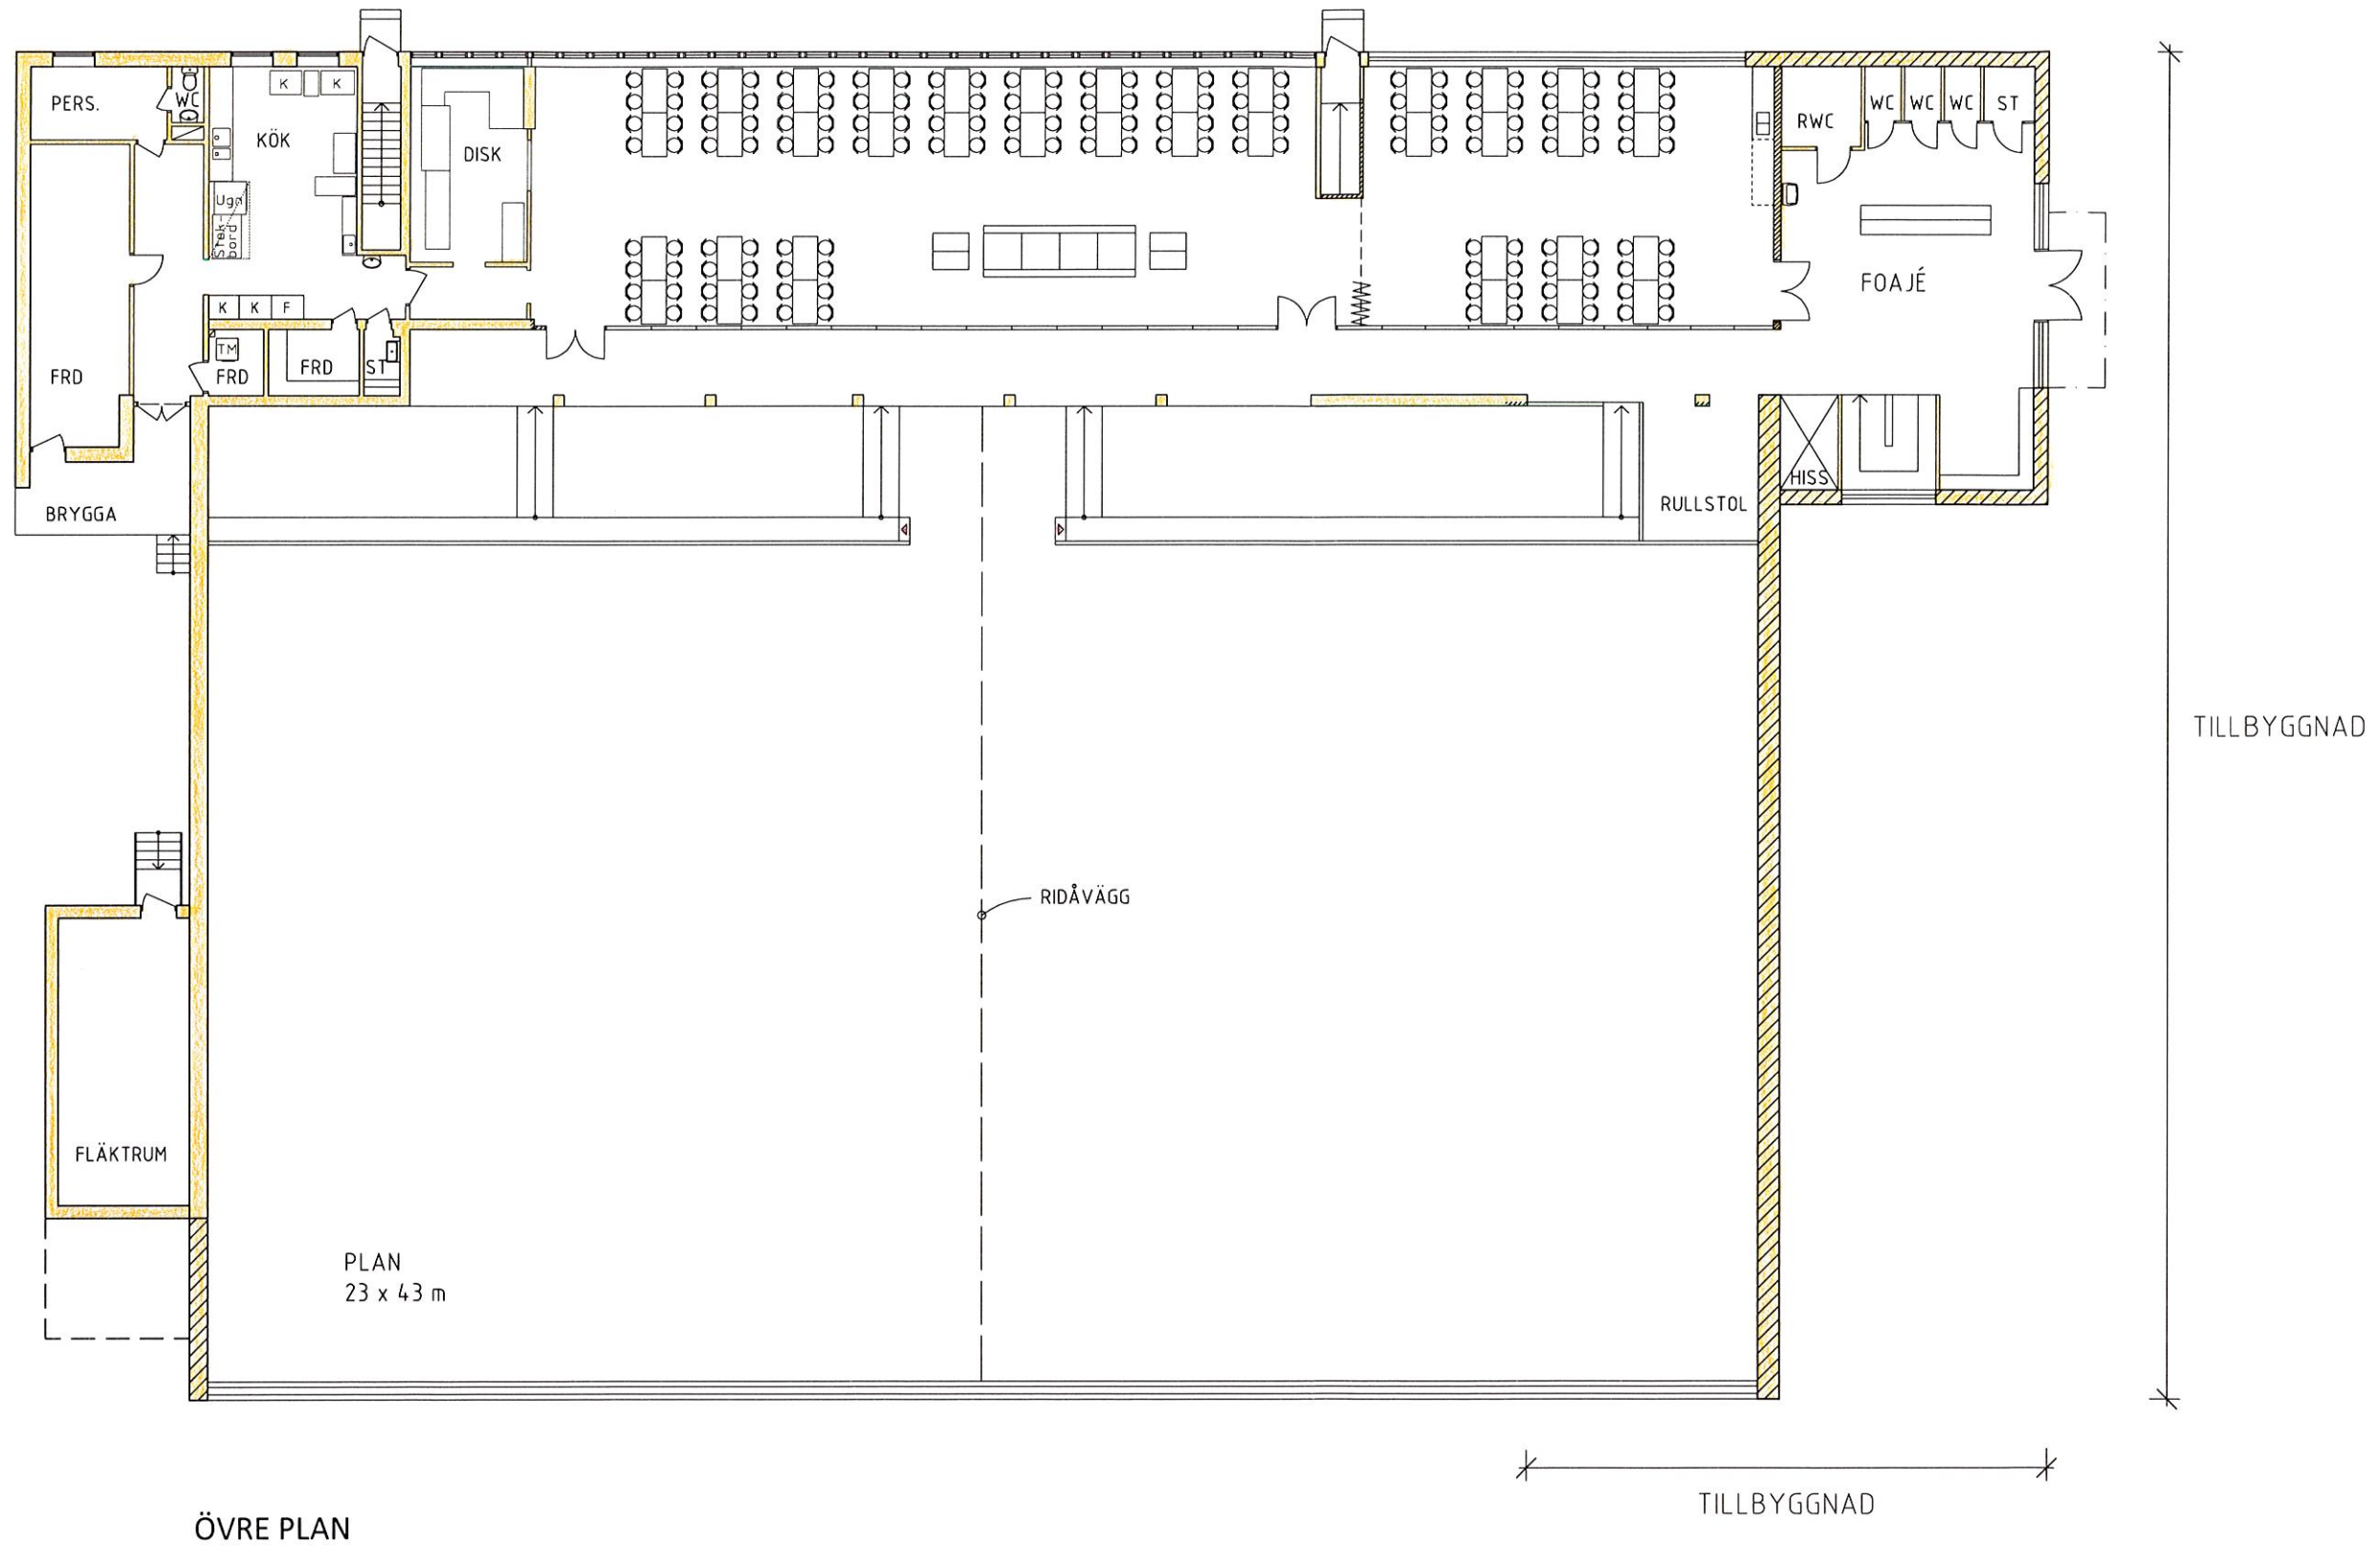 PERS.
WC
KÖK
K
K
DISK
RWC
WC
WC
WC
ST
Ugn
Stek-
bord
FOAJÉ
K
K
F
TM
FRD
FRD
FRD
ST
HISS
BRYGGA
RULLSTOL
TILLBYGGNAD
RIDÅVÄGG
FLÄKTRUM
PLAN
23 x 43 m
TILLBYGGNAD
ÖVRE PLAN